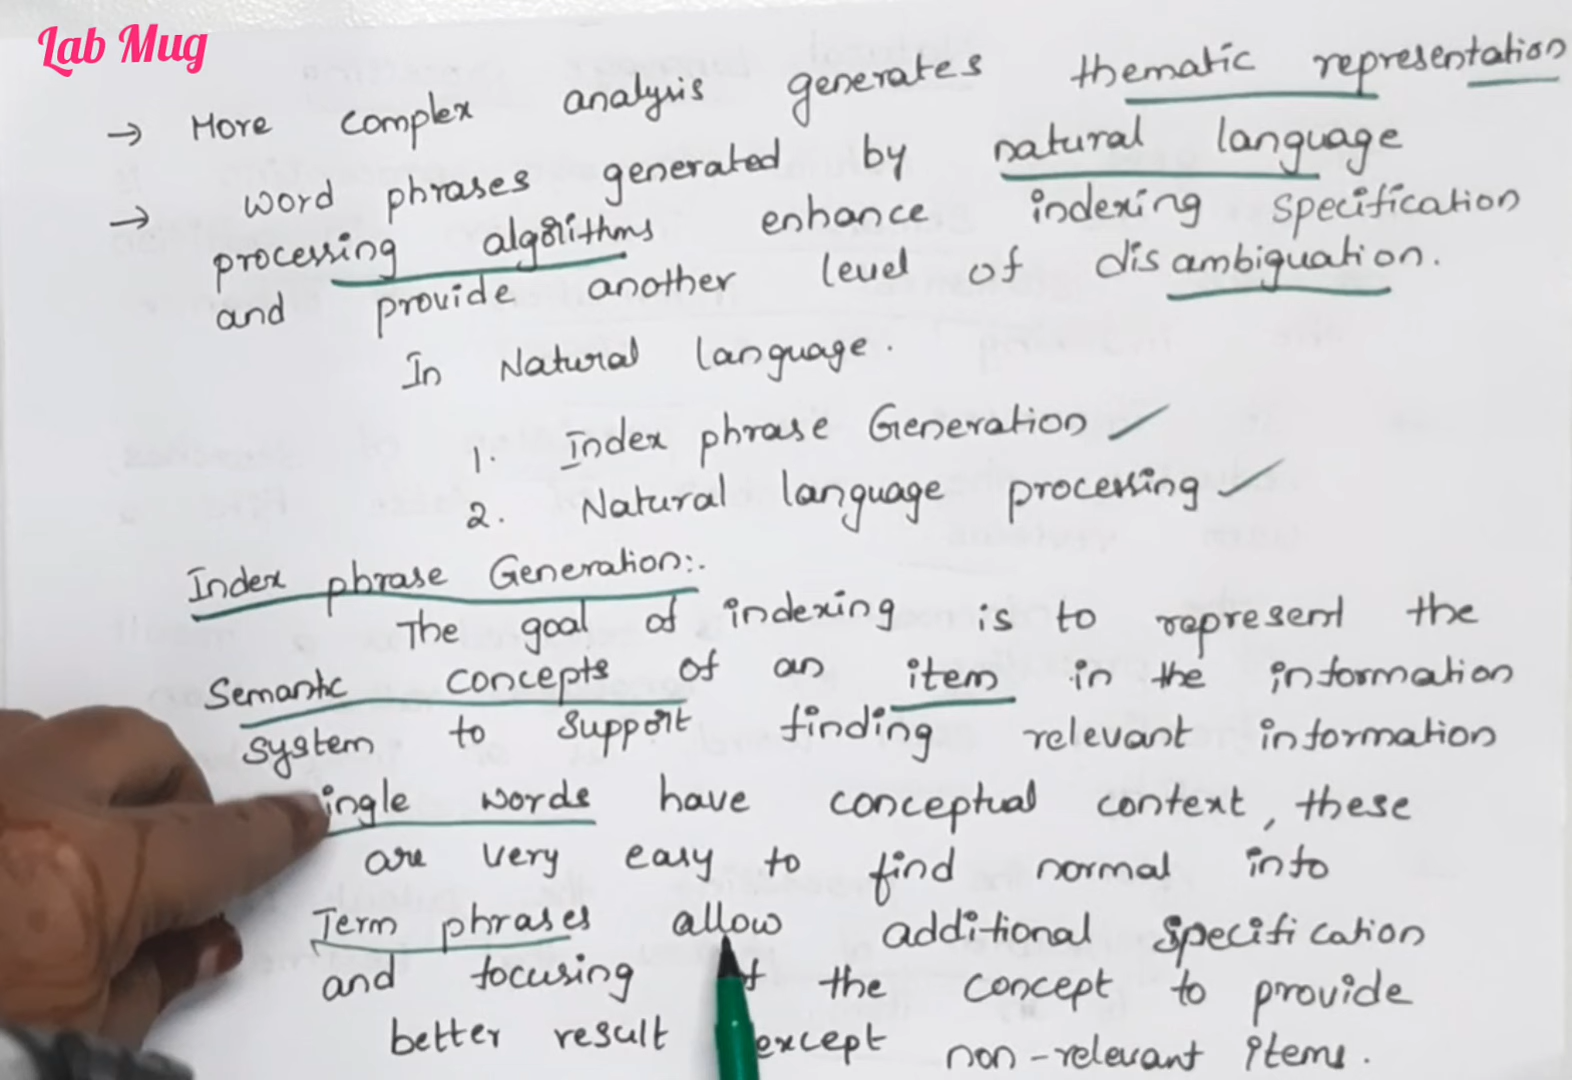 Lab Mug
→ More complex analysis generates thematic representation
→ word phrases generated by natural language
processing algorithms enhance indexing specification
and provide another level of disambiguation.
In Natural language.
1. Index phrase Generation ✓
2. Natural language processing ✓
Index phrase Generation:.
The goal of indexing is to represent the
Semantic concepts of an item in the information
system to support finding relevant information
ingle words have conceptual context, these
are very easy to find normal info
Term phrases allow additional specification
and focusing the concept to provide
better result except non-relevant items.